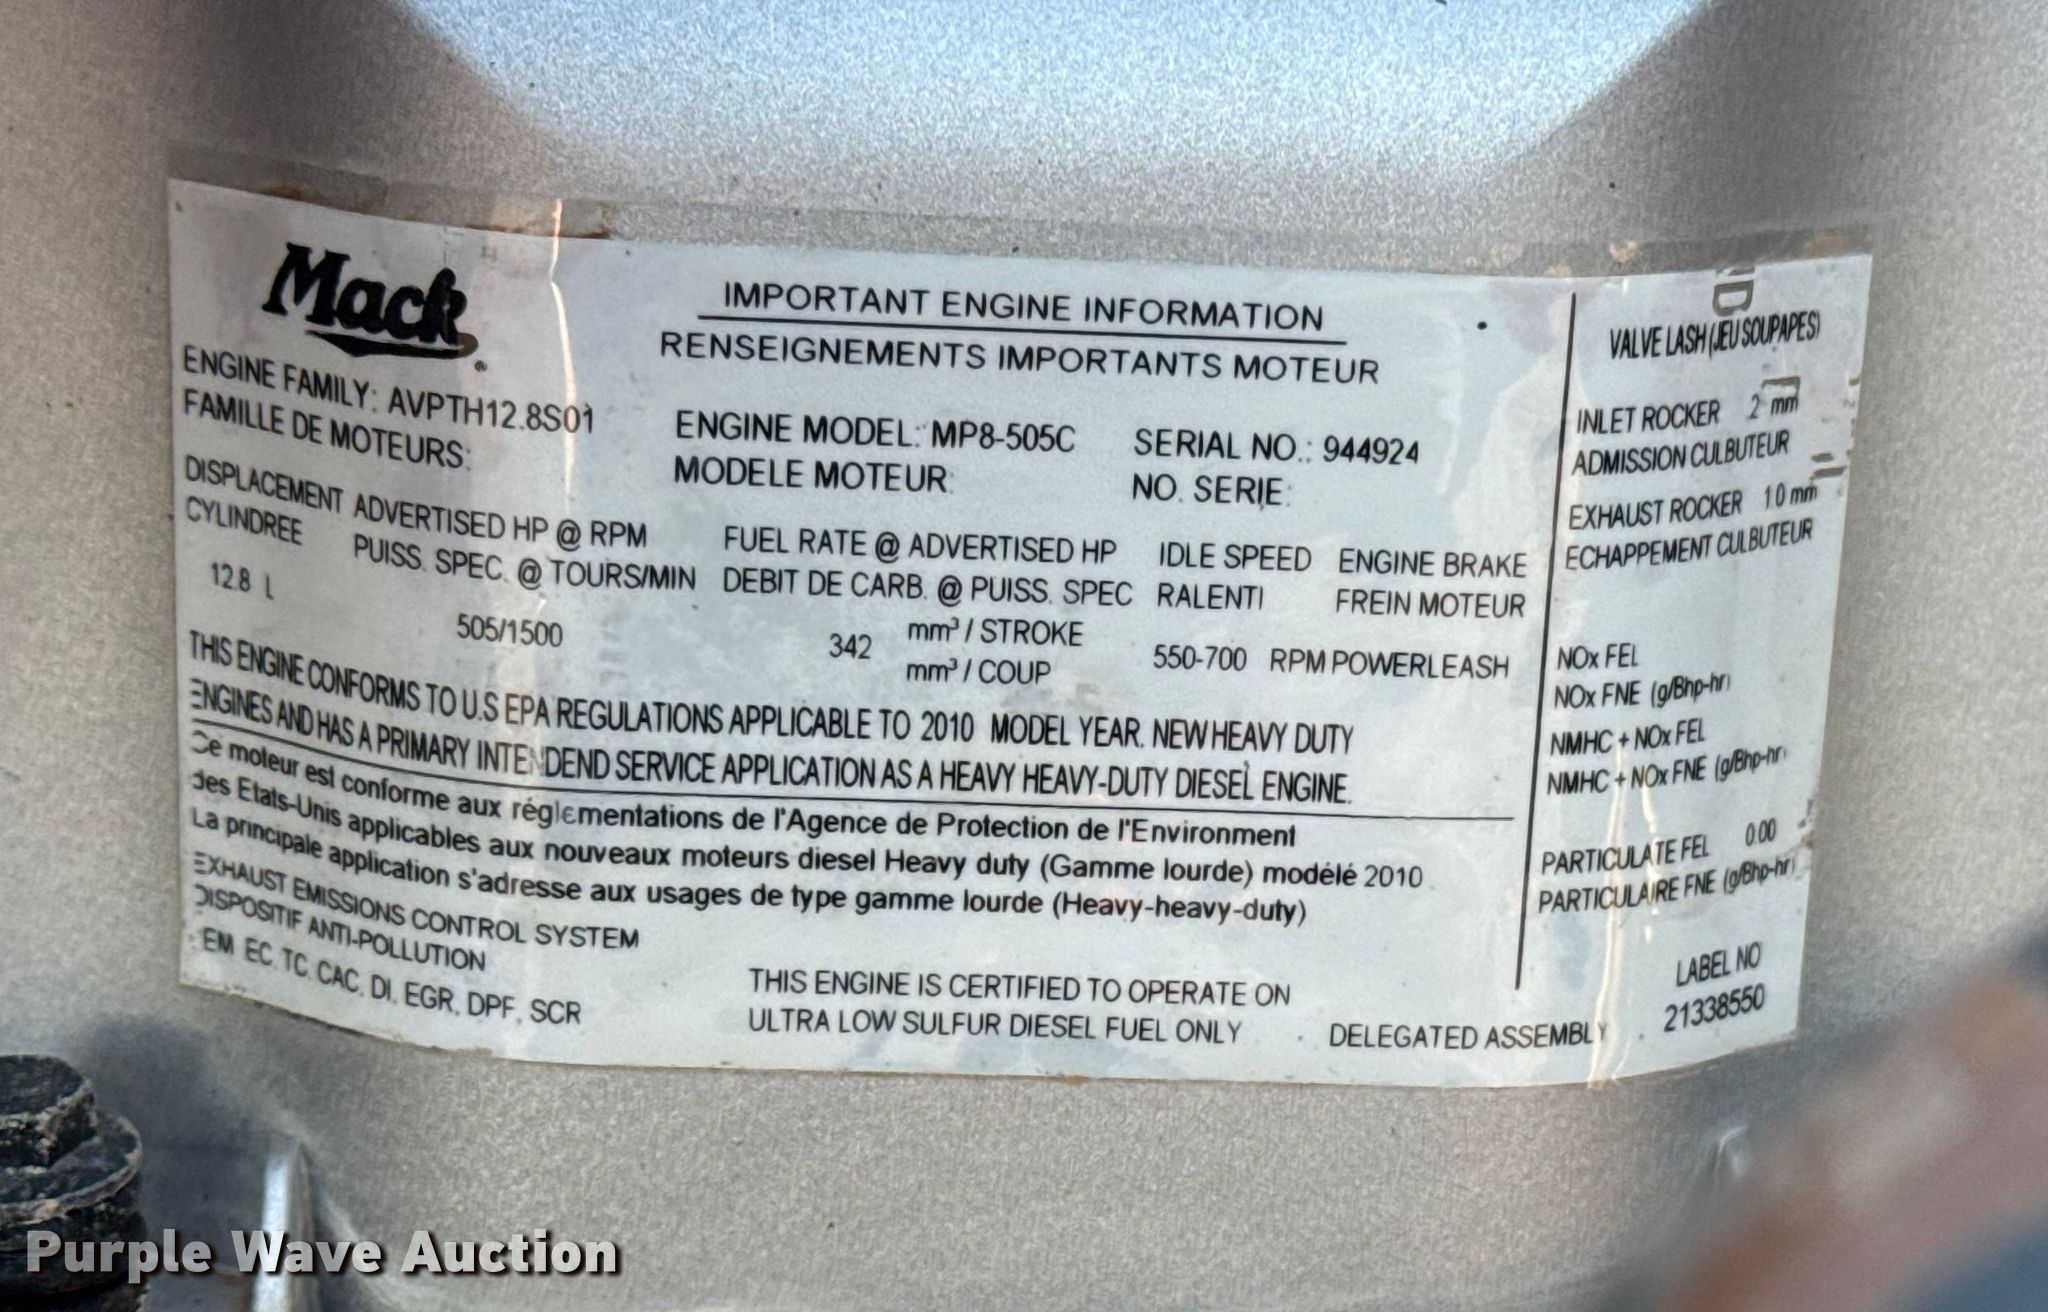 Mack
IMPORTANT ENGINE INFORMATION
RENSEIGNEMENTS IMPORTANTS MOTEUR
ENGINE FAMILY: AVPTH12.8S01
FAMILLE DE MOTEURS:
ENGINE MODEL: MP8-505C
MODELE MOTEUR:
SERIAL NO.: 944924
NO. SERIE:
DISPLACEMENT
CYLINDREE
12.8 L
ADVERTISED HP @ RPM
PUISS. SPEC. @ TOURS/MIN
505/1500
FUEL RATE @ ADVERTISED HP
DEBIT DE CARB. @ PUISS. SPEC
342
mm³ / STROKE
mm³ / COUP
IDLE SPEED
RALENTI
550-700 RPM
ENGINE BRAKE
FREIN MOTEUR
POWERLEASH
THIS ENGINE CONFORMS TO U.S EPA REGULATIONS APPLICABLE TO 2010 MODEL YEAR. NEW HEAVY DUTY
ENGINES AND HAS A PRIMARY INTENDEND SERVICE APPLICATION AS A HEAVY HEAVY-DUTY DIESEL ENGINE.
Ce moteur est conforme aux réglementations de l'Agence de Protection de l'Environment
des Etats-Unis applicables aux nouveaux moteurs diesel Heavy duty (Gamme lourde) modélé 2010
La principale application s'adresse aux usages de type gamme lourde (Heavy-heavy-duty)
EXHAUST EMISSIONS CONTROL SYSTEM
DISPOSITIF ANTI-POLLUTION
EM EC. TC. CAC, DI, EGR, DPF, SCR
THIS ENGINE IS CERTIFIED TO OPERATE ON
ULTRA LOW SULFUR DIESEL FUEL ONLY
DELEGATED ASSEMBLY
VALVE LASH (JEU SOUPAPES)
INLET ROCKER 2 mm
ADMISSION CULBUTEUR
EXHAUST ROCKER 1.0 mm
ECHAPPEMENT CULBUTEUR
NOx FEL
NOx FNE (g/Bhp-hr)
NMHC + NOx FEL
NMHC + NOx FNE (g/Bhp-hr)
PARTICULATE FEL 0.00
PARTICULAIRE FNE (g/Bhp-hr)
LABEL NO
21338550
Purple Wave Auction